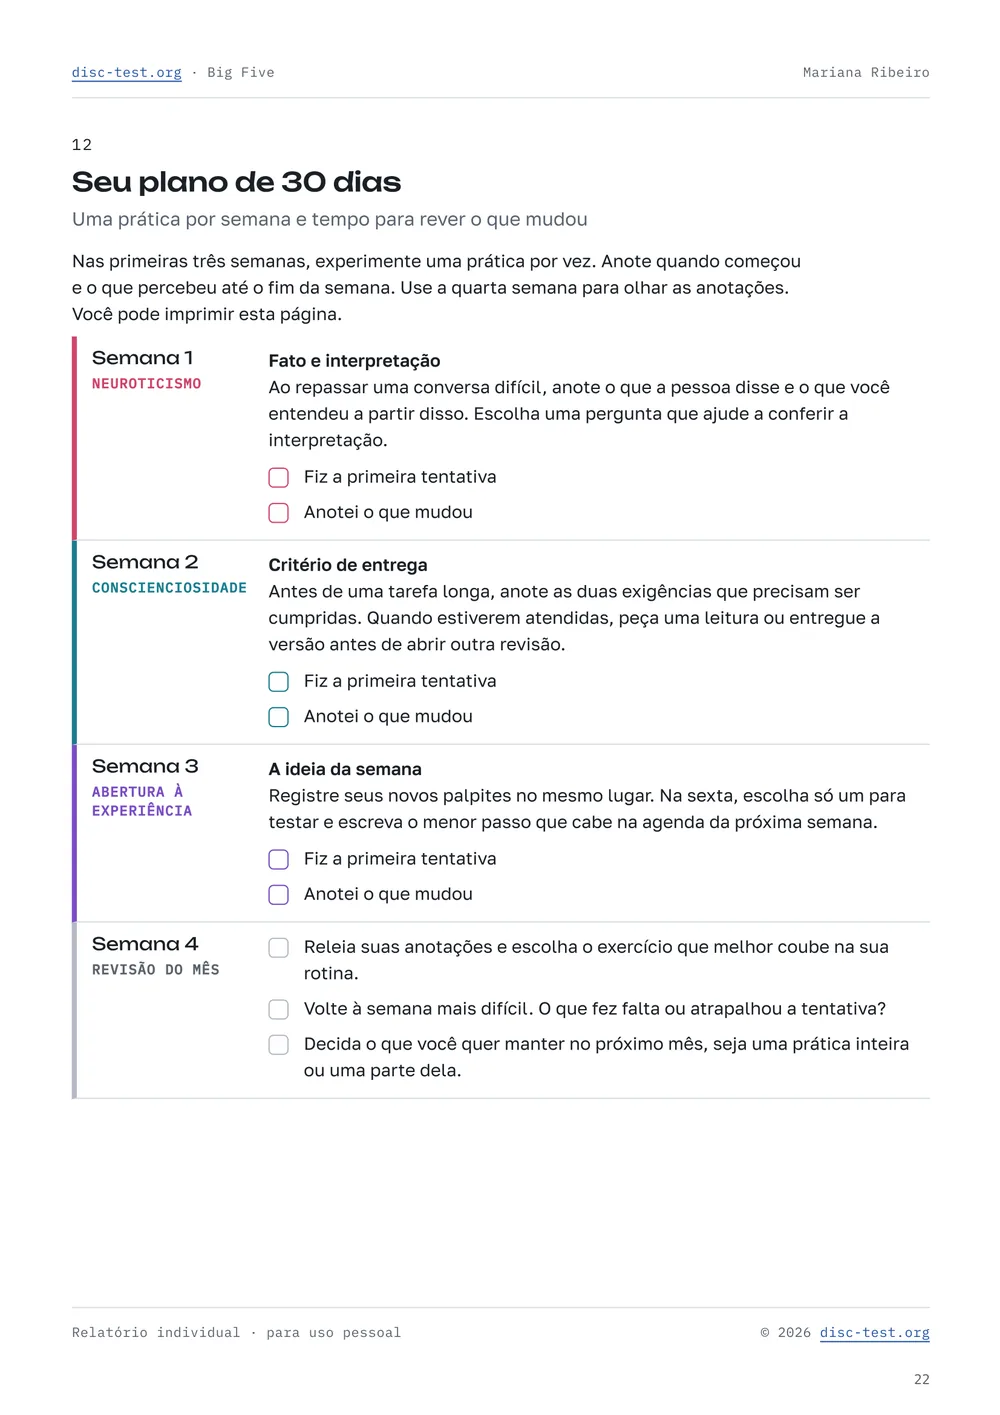 disc-test.org · Big Five
Mariana Ribeiro
12
Seu plano de 30 dias
Uma prática por semana e tempo para rever o que mudou
Nas primeiras três semanas, experimente uma prática por vez. Anote quando começou
e o que percebeu até o fim da semana. Use a quarta semana para olhar as anotações.
Você pode imprimir esta página.
Semana 1
NEUROTICISMO
Fato e interpretação
Ao repassar uma conversa difícil, anote o que a pessoa disse e o que você
entendeu a partir disso. Escolha uma pergunta que ajude a conferir a
interpretação.
Fiz a primeira tentativa
Anotei o que mudou
Semana 2
CONSCIENCIOSIDADE
Critério de entrega
Antes de uma tarefa longa, anote as duas exigências que precisam ser
cumpridas. Quando estiverem atendidas, peça uma leitura ou entregue a
versão antes de abrir outra revisão.
Fiz a primeira tentativa
Anotei o que mudou
Semana 3
ABERTURA À
EXPERIÊNCIA
A ideia da semana
Registre seus novos palpites no mesmo lugar. Na sexta, escolha só um para
testar e escreva o menor passo que cabe na agenda da próxima semana.
Fiz a primeira tentativa
Anotei o que mudou
Semana 4
REVISÃO DO MÊS
Releia suas anotações e escolha o exercício que melhor coube na sua
rotina.
Volte à semana mais difícil. O que fez falta ou atrapalhou a tentativa?
Decida o que você quer manter no próximo mês, seja uma prática inteira
ou uma parte dela.
Relatório individual · para uso pessoal
© 2026 disc-test.org
22